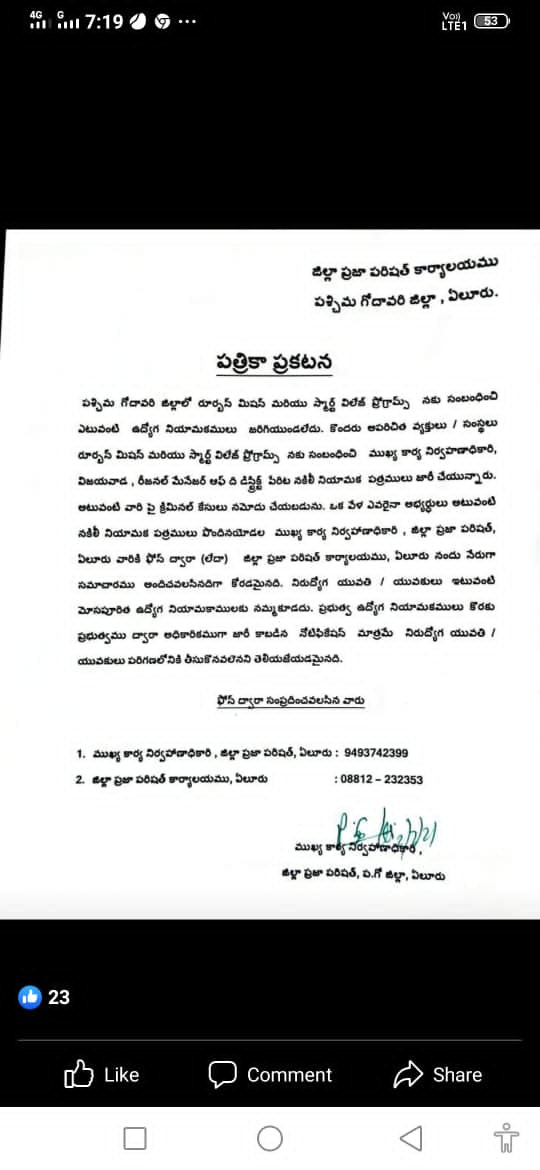 4G G 7:19 ... Vo)) LTE1 53
జిల్లా ప్రజా పరిషత్ కార్యాలయము
పశ్చిమ గోదావరి జిల్లా , ఏలూరు.
పత్రికా ప్రకటన
పశ్చిమ గోదావరి జిల్లాలో రూర్బన్ మిషన్ మరియు స్మార్ట్ విలేజ్ ప్రోగ్రామ్స్ నకు సంబంధించి
ఎటువంటి ఉద్యోగ నియామకములు జరిగియుండలేదు. కొందరు అపరిచిత వ్యక్తులు / సంస్థలు
రూర్బన్ మిషన్ మరియు స్మార్ట్ విలేజ్ ప్రోగ్రామ్స్ నకు సంబంధించి ముఖ్య కార్య నిర్వహణాధికారి,
విజయవాడ , రీజనల్ మేనేజర్ ఆఫ్ ది డిస్ట్రిక్ట్ పేరిట నకిలీ నియామక పత్రములు జారీ చేయున్నారు.
అటువంటి వారి పై క్రిమినల్ కేసులు నమోదు చేయబడును. ఒక వేళ ఎవరైనా అభ్యర్థులు అటువంటి
నకిలీ నియామక పత్రములు పొందినయోడల ముఖ్య కార్య నిర్వహణాధికారి , జిల్లా ప్రజా పరిషత్,
ఏలూరు వారికి ఫోన్ ద్వారా (లేదా) జిల్లా ప్రజా పరిషత్ కార్యాలయము, ఏలూరు నందు నేరుగా
సమాచారము అందించవలసినదిగా కోరడమైనది. నిరుద్యోగ యువతి / యువకులు ఇటువంటి
మోసపూరిత ఉద్యోగ నియామకాములకు నమ్మకూడదు. ప్రభుత్వ ఉద్యోగ నియామకములు కొరకు
ప్రభుత్వము ద్వారా అధికారికముగా జారీ కాబడిన నోటిఫికేషన్ మాత్రమే నిరుద్యోగ యువతి /
యువకులు పరిగణలోనికి తీసుకొనవలెనని తెలియజేయడమైనది.
ఫోన్ ద్వారా సంప్రదించవలసిన వారు
1. ముఖ్య కార్య నిర్వహాణాధికారి , జిల్లా ప్రజా పరిషత్, ఏలూరు : 9493742399
2. జిల్లా ప్రజా పరిషత్ కార్యాలయము, ఏలూరు : 08812 – 232353
ముఖ్య కార్య నిర్వహణాధికారి ,
జిల్లా ప్రజా పరిషత్, ప.గో జిల్లా, ఏలూరు
23
Like Comment Share